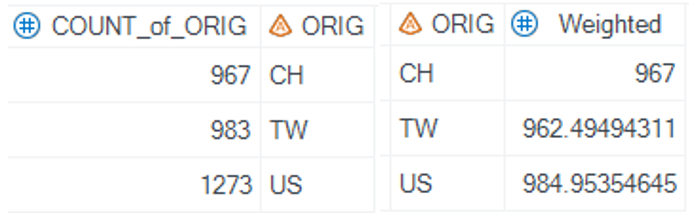 COUNT_of_ORIG ORIG ORIG Weighted
967 CH CH 967
983 TW TW 962.49494311
1273 US US 984.95354645